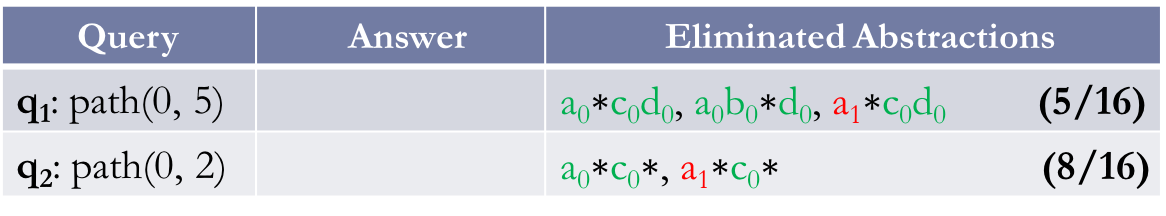 Query Answer Eliminated Abstractions
q₁: path(0, 5) a₀*c₀d₀, a₀b₀*d₀, a₁*c₀d₀ (5/16)
q₂: path(0, 2) a₀*c₀*, a₁*c₀* (8/16)